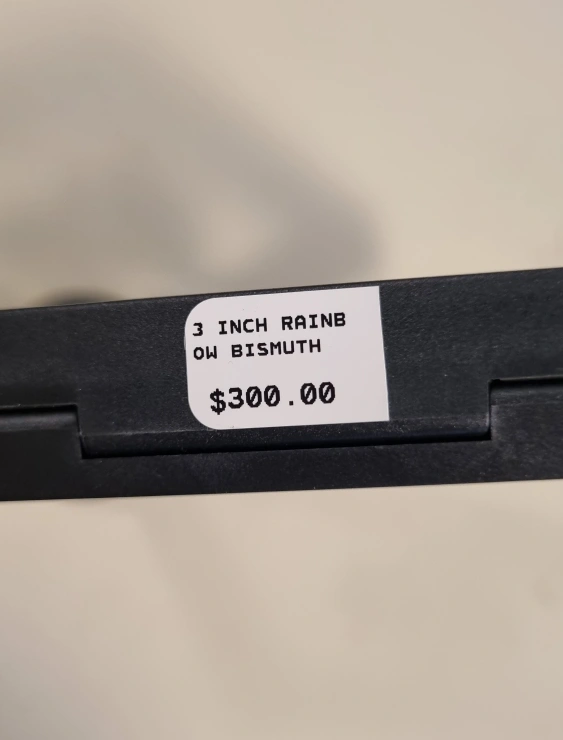 3 INCH RAINB
OW BISMUTH
$300.00